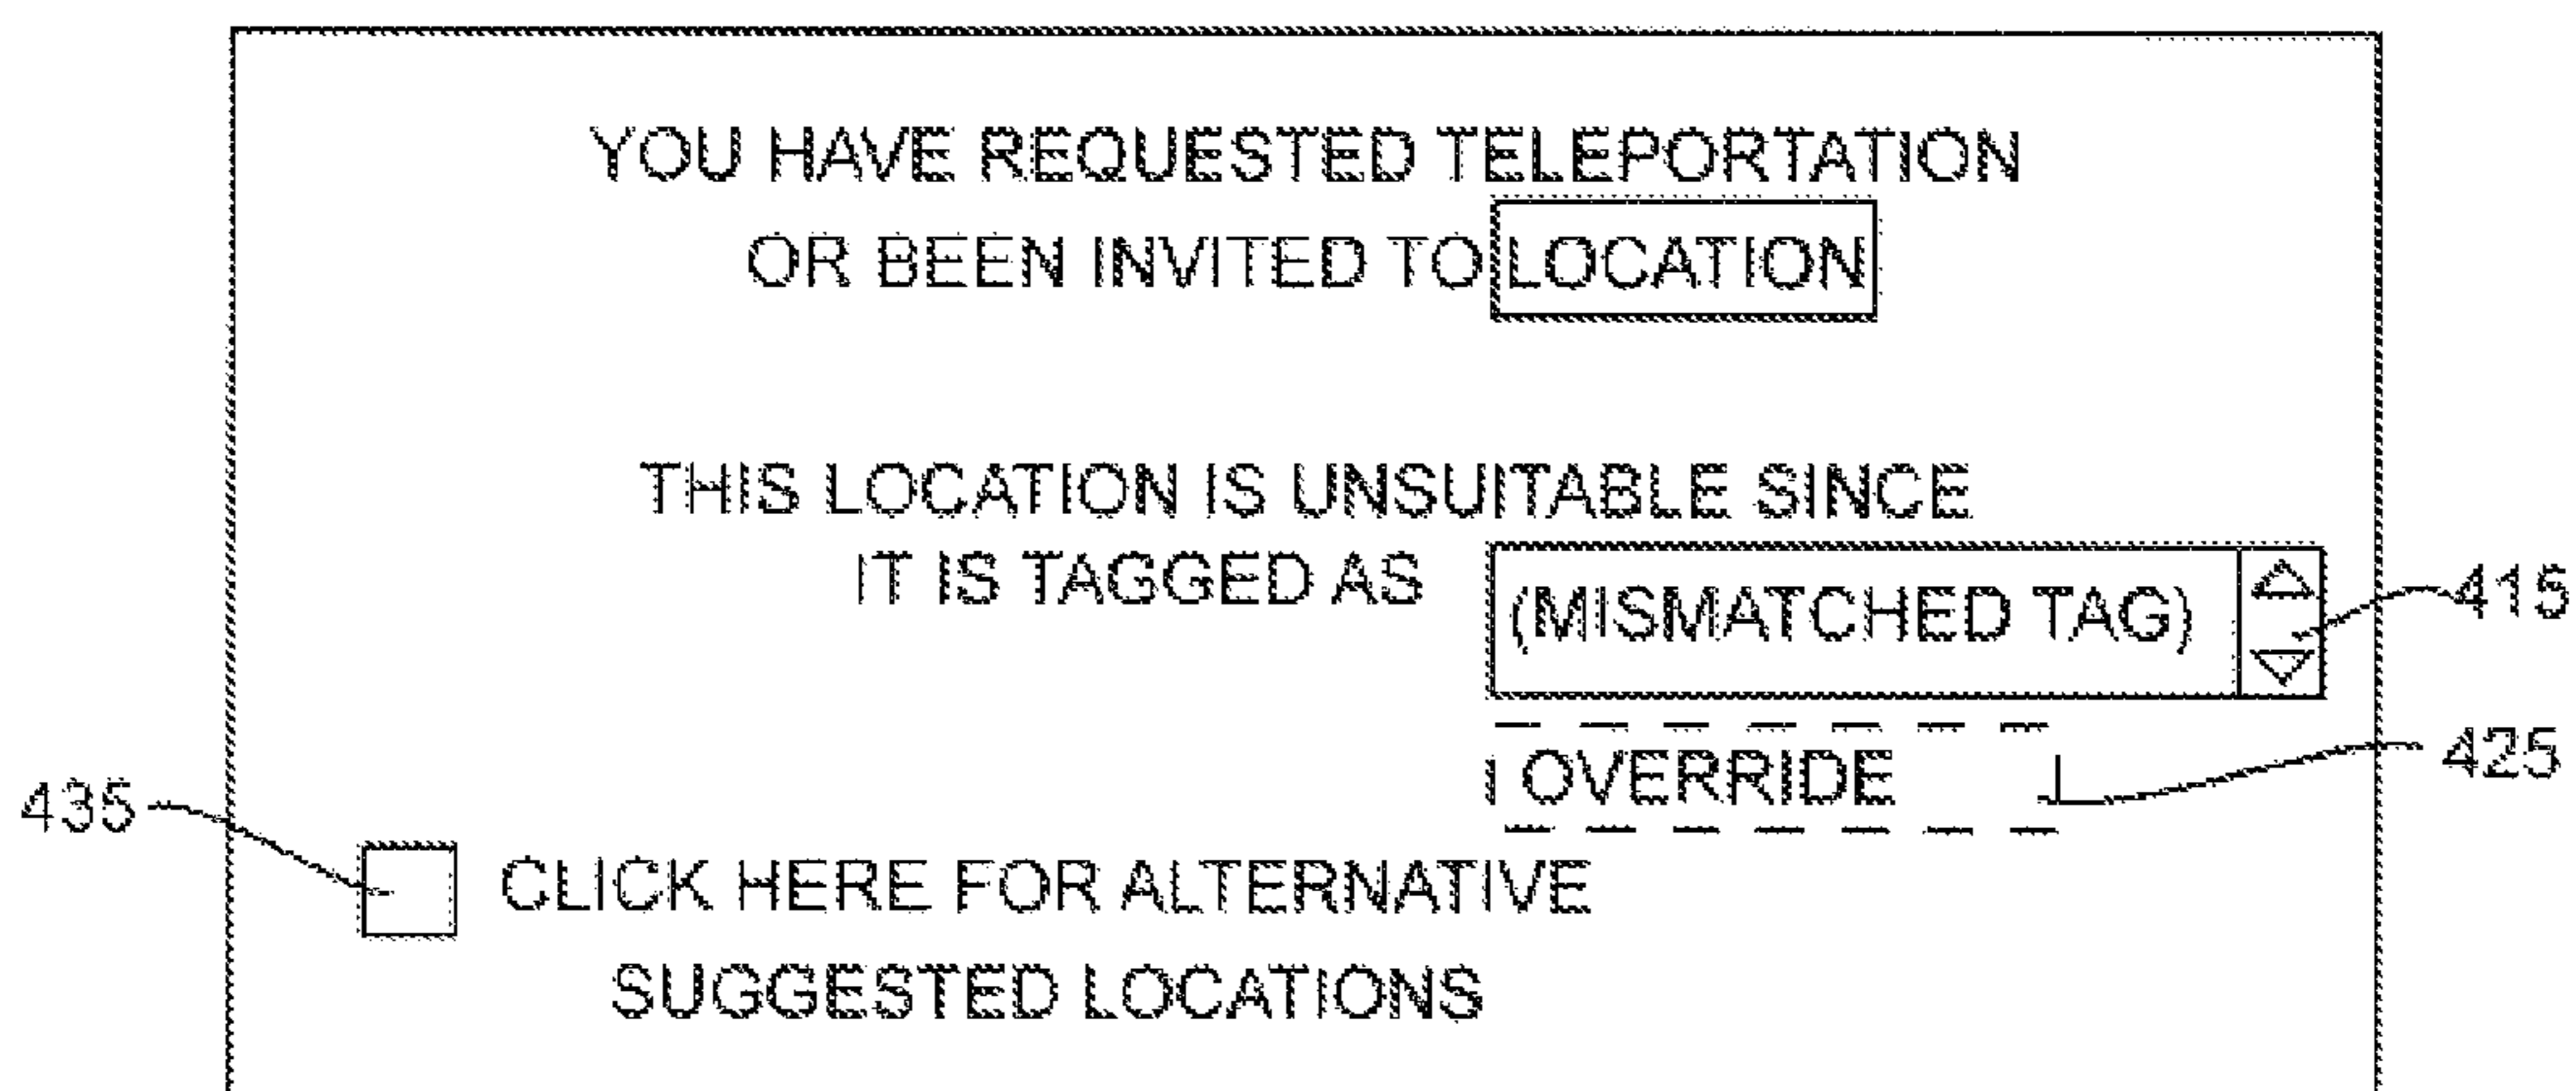 YOU HAVE REQUESTED TELEPORTATION
OR BEEN INVITED TO LOCATION
THIS LOCATION IS UNSUITABLE SINCE
IT IS TAGGED AS
(MISMATCHED TAG)
415
OVERRIDE
425
435
CLICK HERE FOR ALTERNATIVE
SUGGESTED LOCATIONS